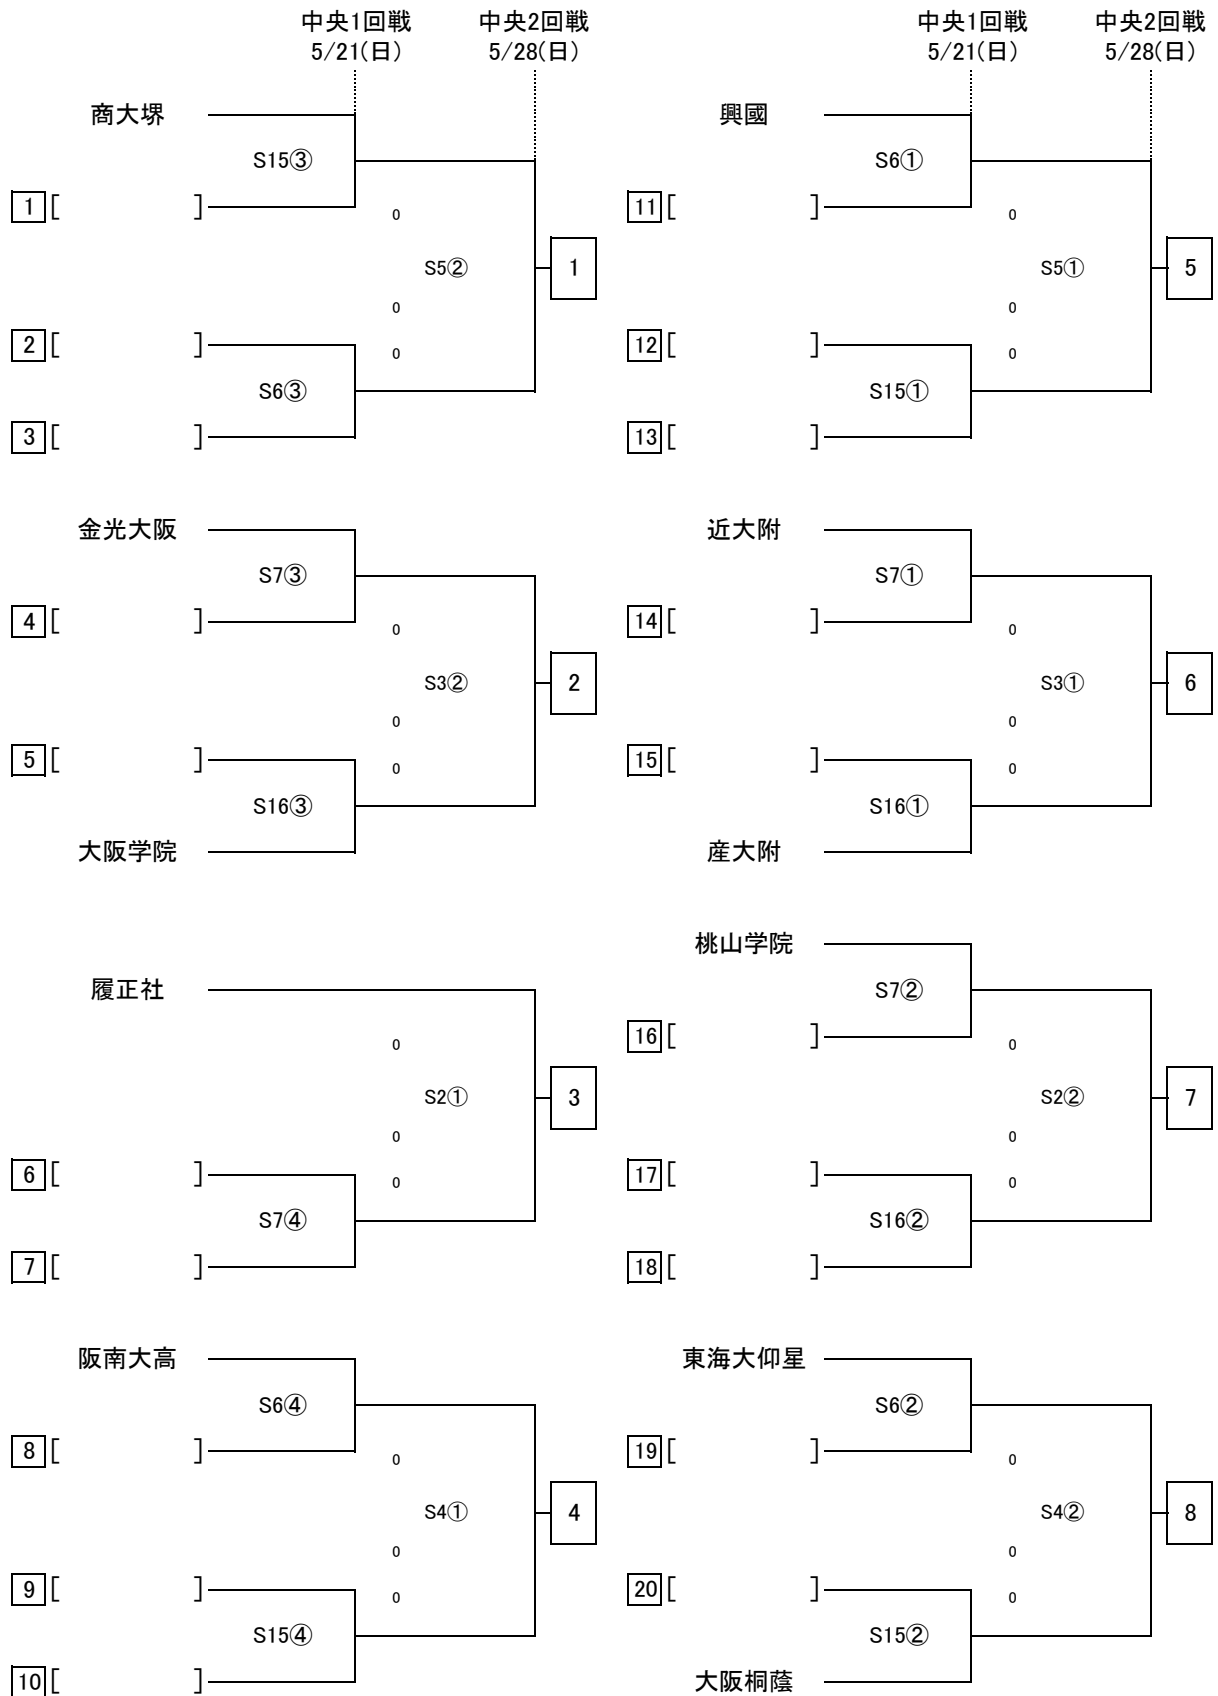 中央1回戦 中央2回戦
5/21(日) 5/28(日)
商大堺
S15③
1 [ ]
0
S5② 1
0
2 [ ]
0
S6③
3 [ ]
金光大阪
S7③
4 [ ]
0
S3② 2
0
5 [ ]
0
S16③
大阪学院
履正社
0
S2① 3
0
6 [ ]
0
S7④
7 [ ]
阪南大高
S6④
8 [ ]
0
S4① 4
0
9 [ ]
0
S15④
10 [ ]
中央1回戦 中央2回戦
5/21(日) 5/28(日)
興國
S6①
11 [ ]
0
S5① 5
0
12 [ ]
0
S15①
13 [ ]
近大附
S7①
14 [ ]
0
S3① 6
0
15 [ ]
0
S16①
産大附
桃山学院
S7②
16 [ ]
0
S2② 7
0
17 [ ]
0
S16②
18 [ ]
東海大仰星
S6②
19 [ ]
0
S4② 8
0
20 [ ]
0
S15②
大阪桐蔭